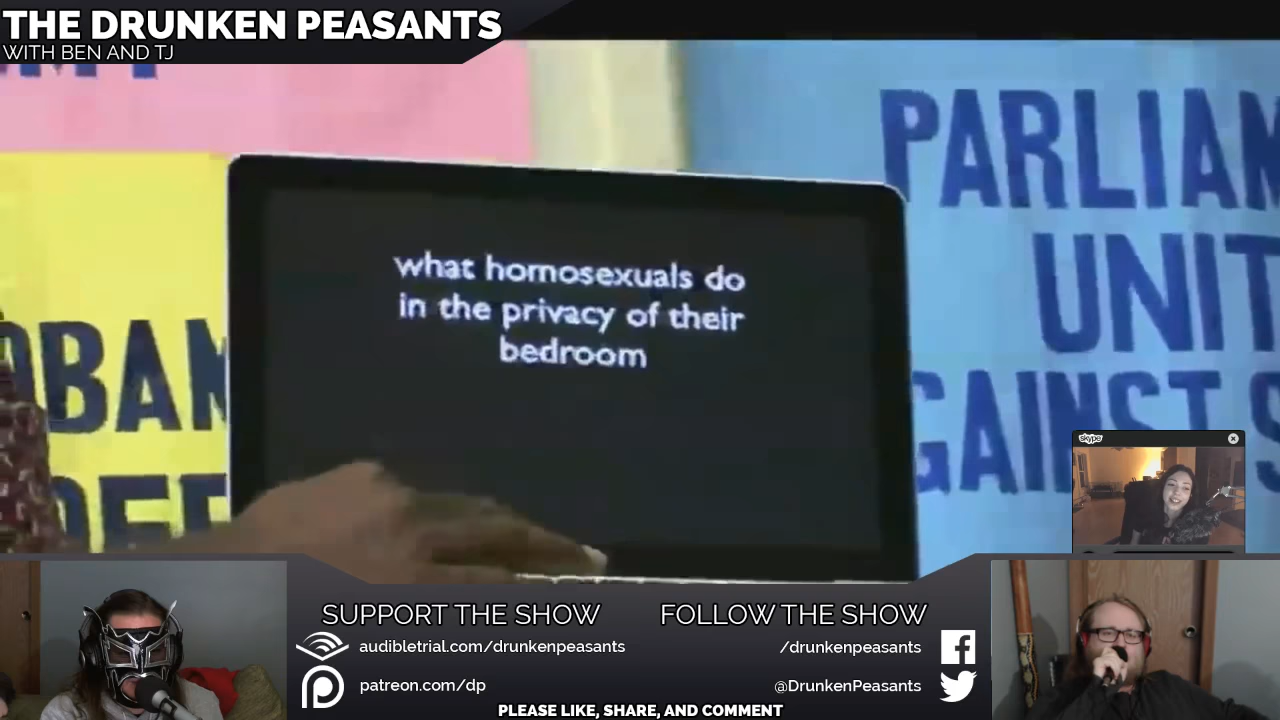 THE DRUNKEN PEASANTS
WITH BEN AND TJ
PARLIAM
UNIT
GAINST S
OBAM
what homosexuals do
in the privacy of their
bedroom
skype
SUPPORT THE SHOW
audibletrial.com/drunkenpeasants
patreon.com/dp
FOLLOW THE SHOW
/drunkenpeasants
@DrunkenPeasants
PLEASE LIKE, SHARE, AND COMMENT